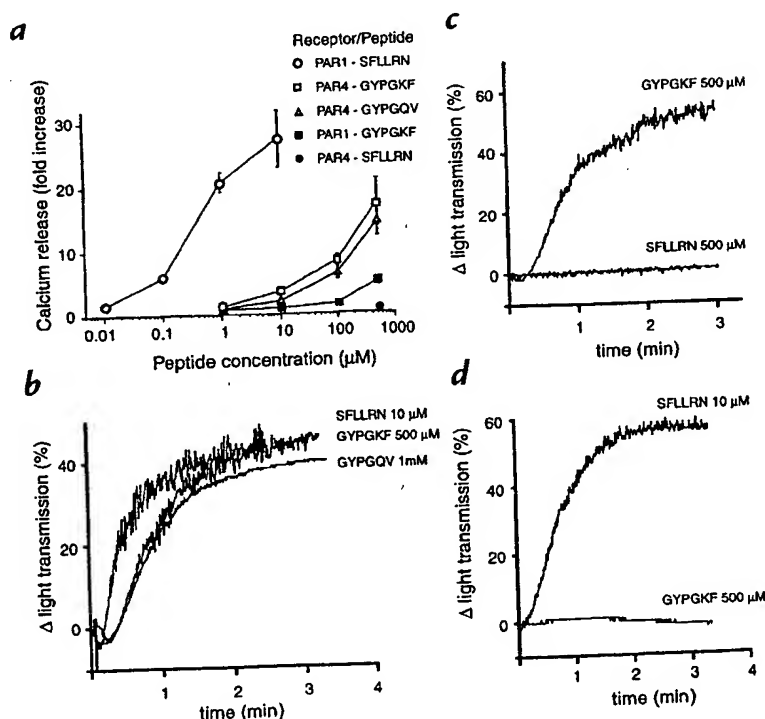 a
Receptor/Peptide
PAR1 - SFLLRN
PAR4 - GYPGKF
PAR4 - GYPGQV
PAR1 - GYPGKF
PAR4 - SFLLRN
Calcium release (fold increase)
30
20
10
0
0.01 0.1 1 10 100 1000
Peptide concentration (µM)
b
SFLLRN 10 µM
GYPGKF 500 µM
GYPGQV 1mM
Δ light transmission (%)
40
20
0
1 2 3 4
time (min)
c
GYPGKF 500 µM
SFLLRN 500 µM
Δ light transmission (%)
60
40
20
0
1 2 3
time (min)
d
SFLLRN 10 µM
GYPGKF 500 µM
Δ light transmission (%)
60
40
20
0
1 2 3 4
time (min)